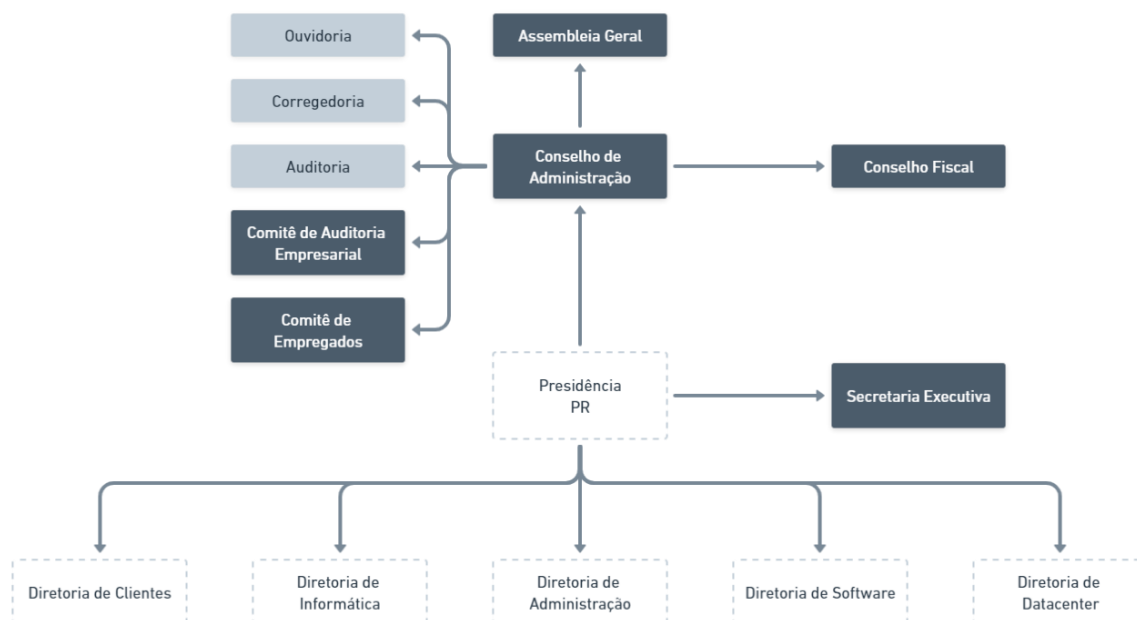 Ouvidoria
Assembleia Geral
Corregedoria
Auditoria
Conselho de
Administração
Conselho Fiscal
Comitê de Auditoria
Empresarial
Comitê de
Empregados
Presidência
PR
Secretaria Executiva
Diretoria de Clientes
Diretoria de
Informática
Diretoria de
Administração
Diretoria de Software
Diretoria de
Datacenter